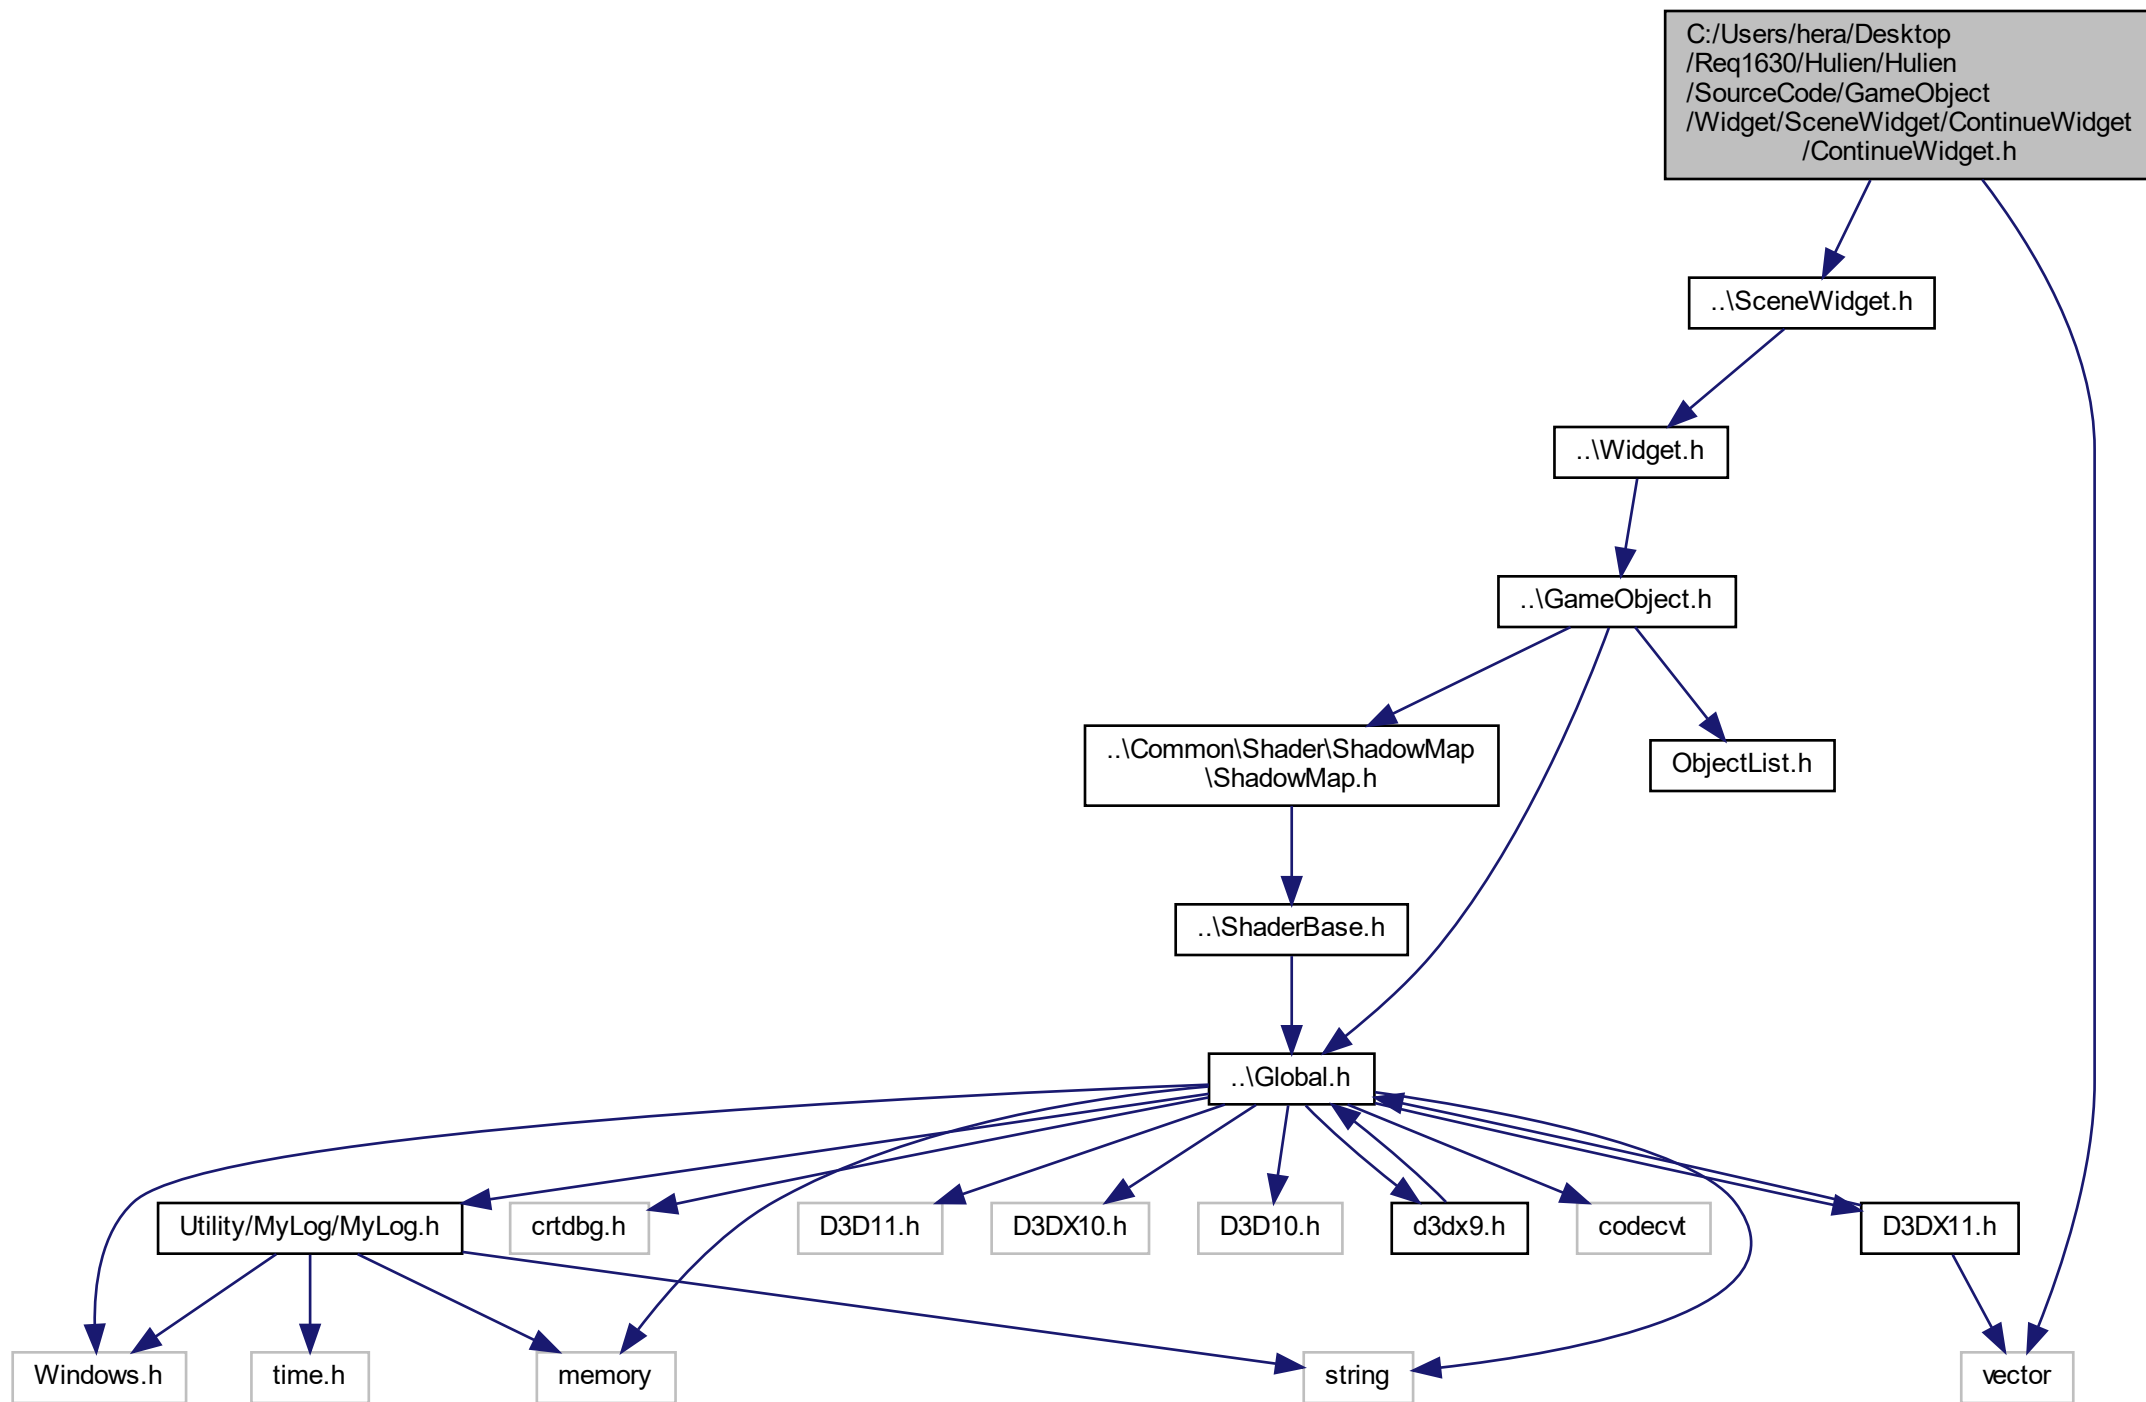 C:/Users/hera/Desktop
/Req1630/Hulien/Hulien
/SourceCode/GameObject
/Widget/SceneWidget/ContinueWidget
/ContinueWidget.h
..\SceneWidget.h
..\Widget.h
..\GameObject.h
..\Common\Shader\ShadowMap
\ShadowMap.h
ObjectList.h
..\ShaderBase.h
..\Global.h
Utility/MyLog/MyLog.h
crtdbg.h
D3D11.h
D3DX10.h
D3D10.h
d3dx9.h
codecvt
D3DX11.h
Windows.h
time.h
memory
string
vector